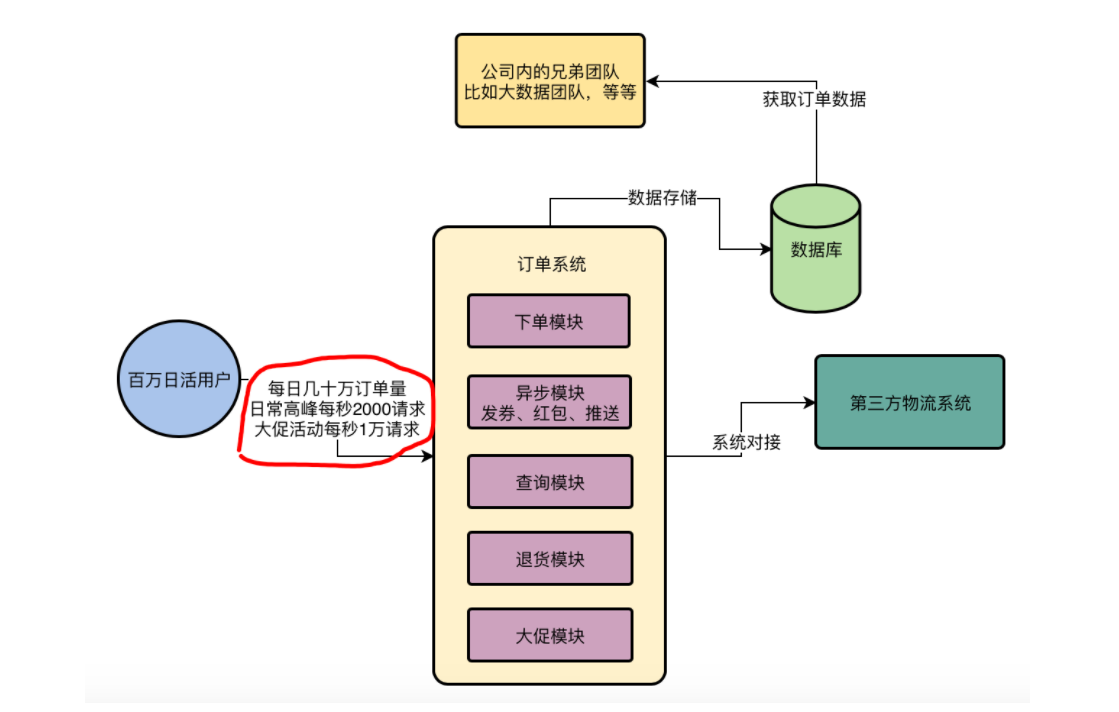 公司内的兄弟团队
比如大数据团队，等等
获取订单数据
数据存储
数据库
订单系统
下单模块
异步模块
发券、红包、推送
查询模块
退货模块
大促模块
百万日活用户
每日几十万订单量
日常高峰每秒2000请求
大促活动每秒1万请求
系统对接
第三方物流系统